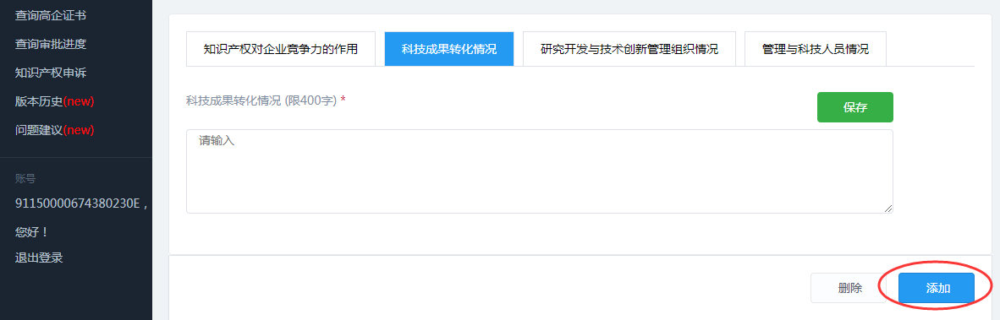 查询高企证书
查询审批进度
知识产权申诉
版本历史(new)
问题建议(new)
账号
91150000674380230E，
您好！
退出登录
知识产权对企业竞争力的作用
科技成果转化情况
研究开发与技术创新管理组织情况
管理与科技人员情况
科技成果转化情况 (限400字) *
保存
请输入
删除
添加